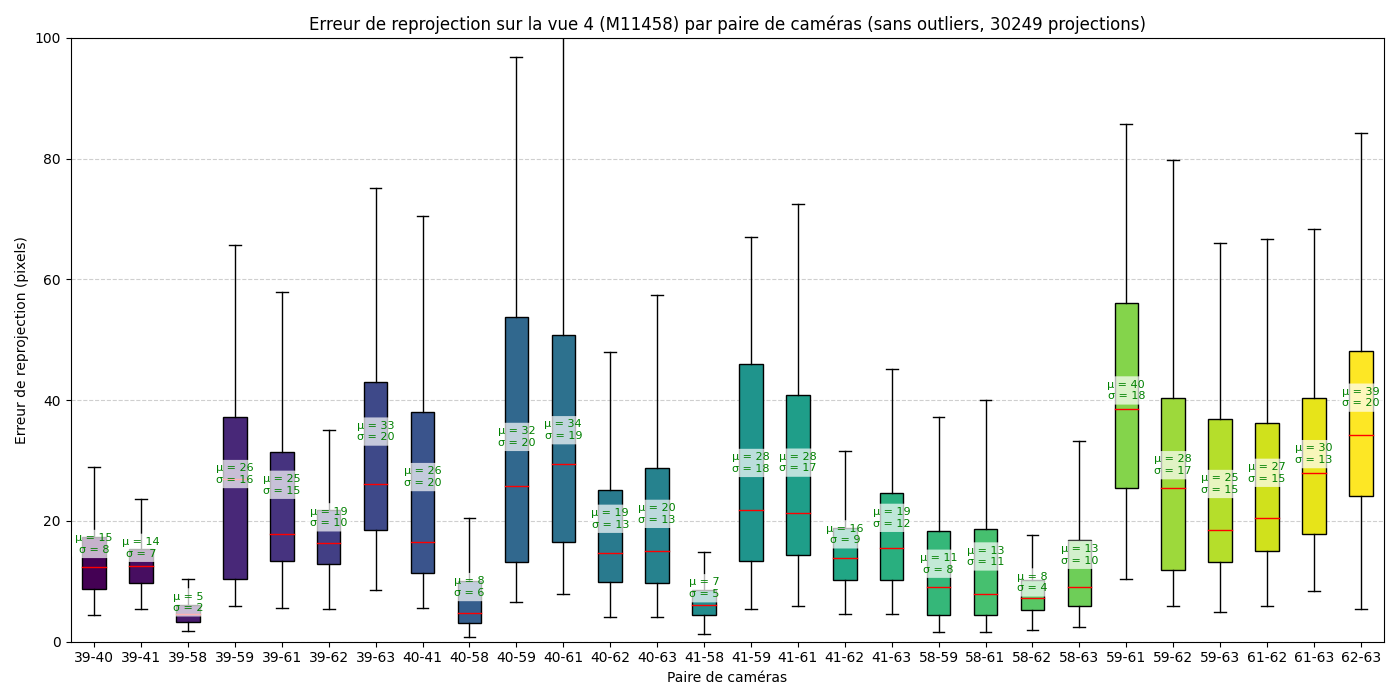 Erreur de reprojection sur la vue 4 (M11458) par paire de caméras (sans outliers, 30249 projections)
Erreur de reprojection (pixels)
100
80
60
40
20
0
μ = 15
σ = 8
μ = 14
σ = 7
μ = 5
σ = 2
μ = 26
σ = 16
μ = 25
σ = 15
μ = 19
σ = 10
μ = 33
σ = 20
μ = 26
σ = 20
μ = 8
σ = 6
μ = 32
σ = 20
μ = 34
σ = 19
μ = 19
σ = 13
μ = 20
σ = 13
μ = 7
σ = 5
μ = 28
σ = 18
μ = 28
σ = 17
μ = 16
σ = 9
μ = 19
σ = 12
μ = 11
σ = 8
μ = 13
σ = 11
μ = 8
σ = 4
μ = 13
σ = 10
μ = 40
σ = 18
μ = 28
σ = 17
μ = 25
σ = 15
μ = 27
σ = 15
μ = 30
σ = 13
μ = 39
σ = 20
39-40 39-41 39-58 39-59 39-61 39-62 39-63 40-41 40-58 40-59 40-61 40-62 40-63 41-58 41-59 41-61 41-62 41-63 58-59 58-61 58-62 58-63 59-61 59-62 59-63 61-62 61-63 62-63
Paire de caméras